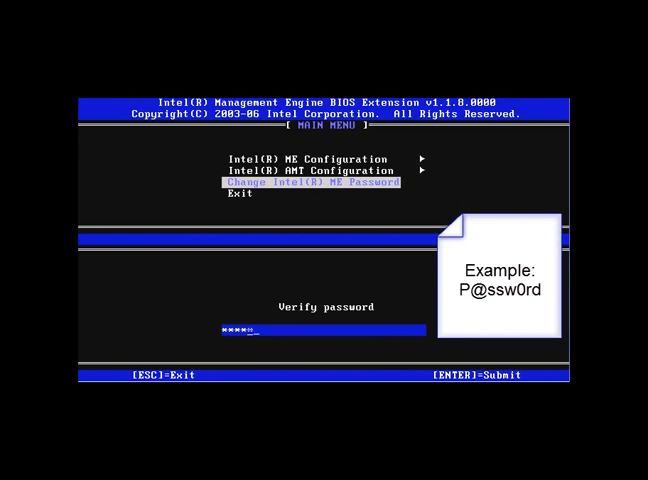 Intel(R) Management Engine BIOS Extension v1.1.8.0000
Copyright(C) 2003-06 Intel Corporation. All Rights Reserved.
[ MAIN MENU ]
Intel(R) ME Configuration
Intel(R) AMT Configuration
Change Intel(R) ME Password
Exit
Example:
P@ssw0rd
Verify password
*****_
[ESC]=Exit [ENTER]=Submit